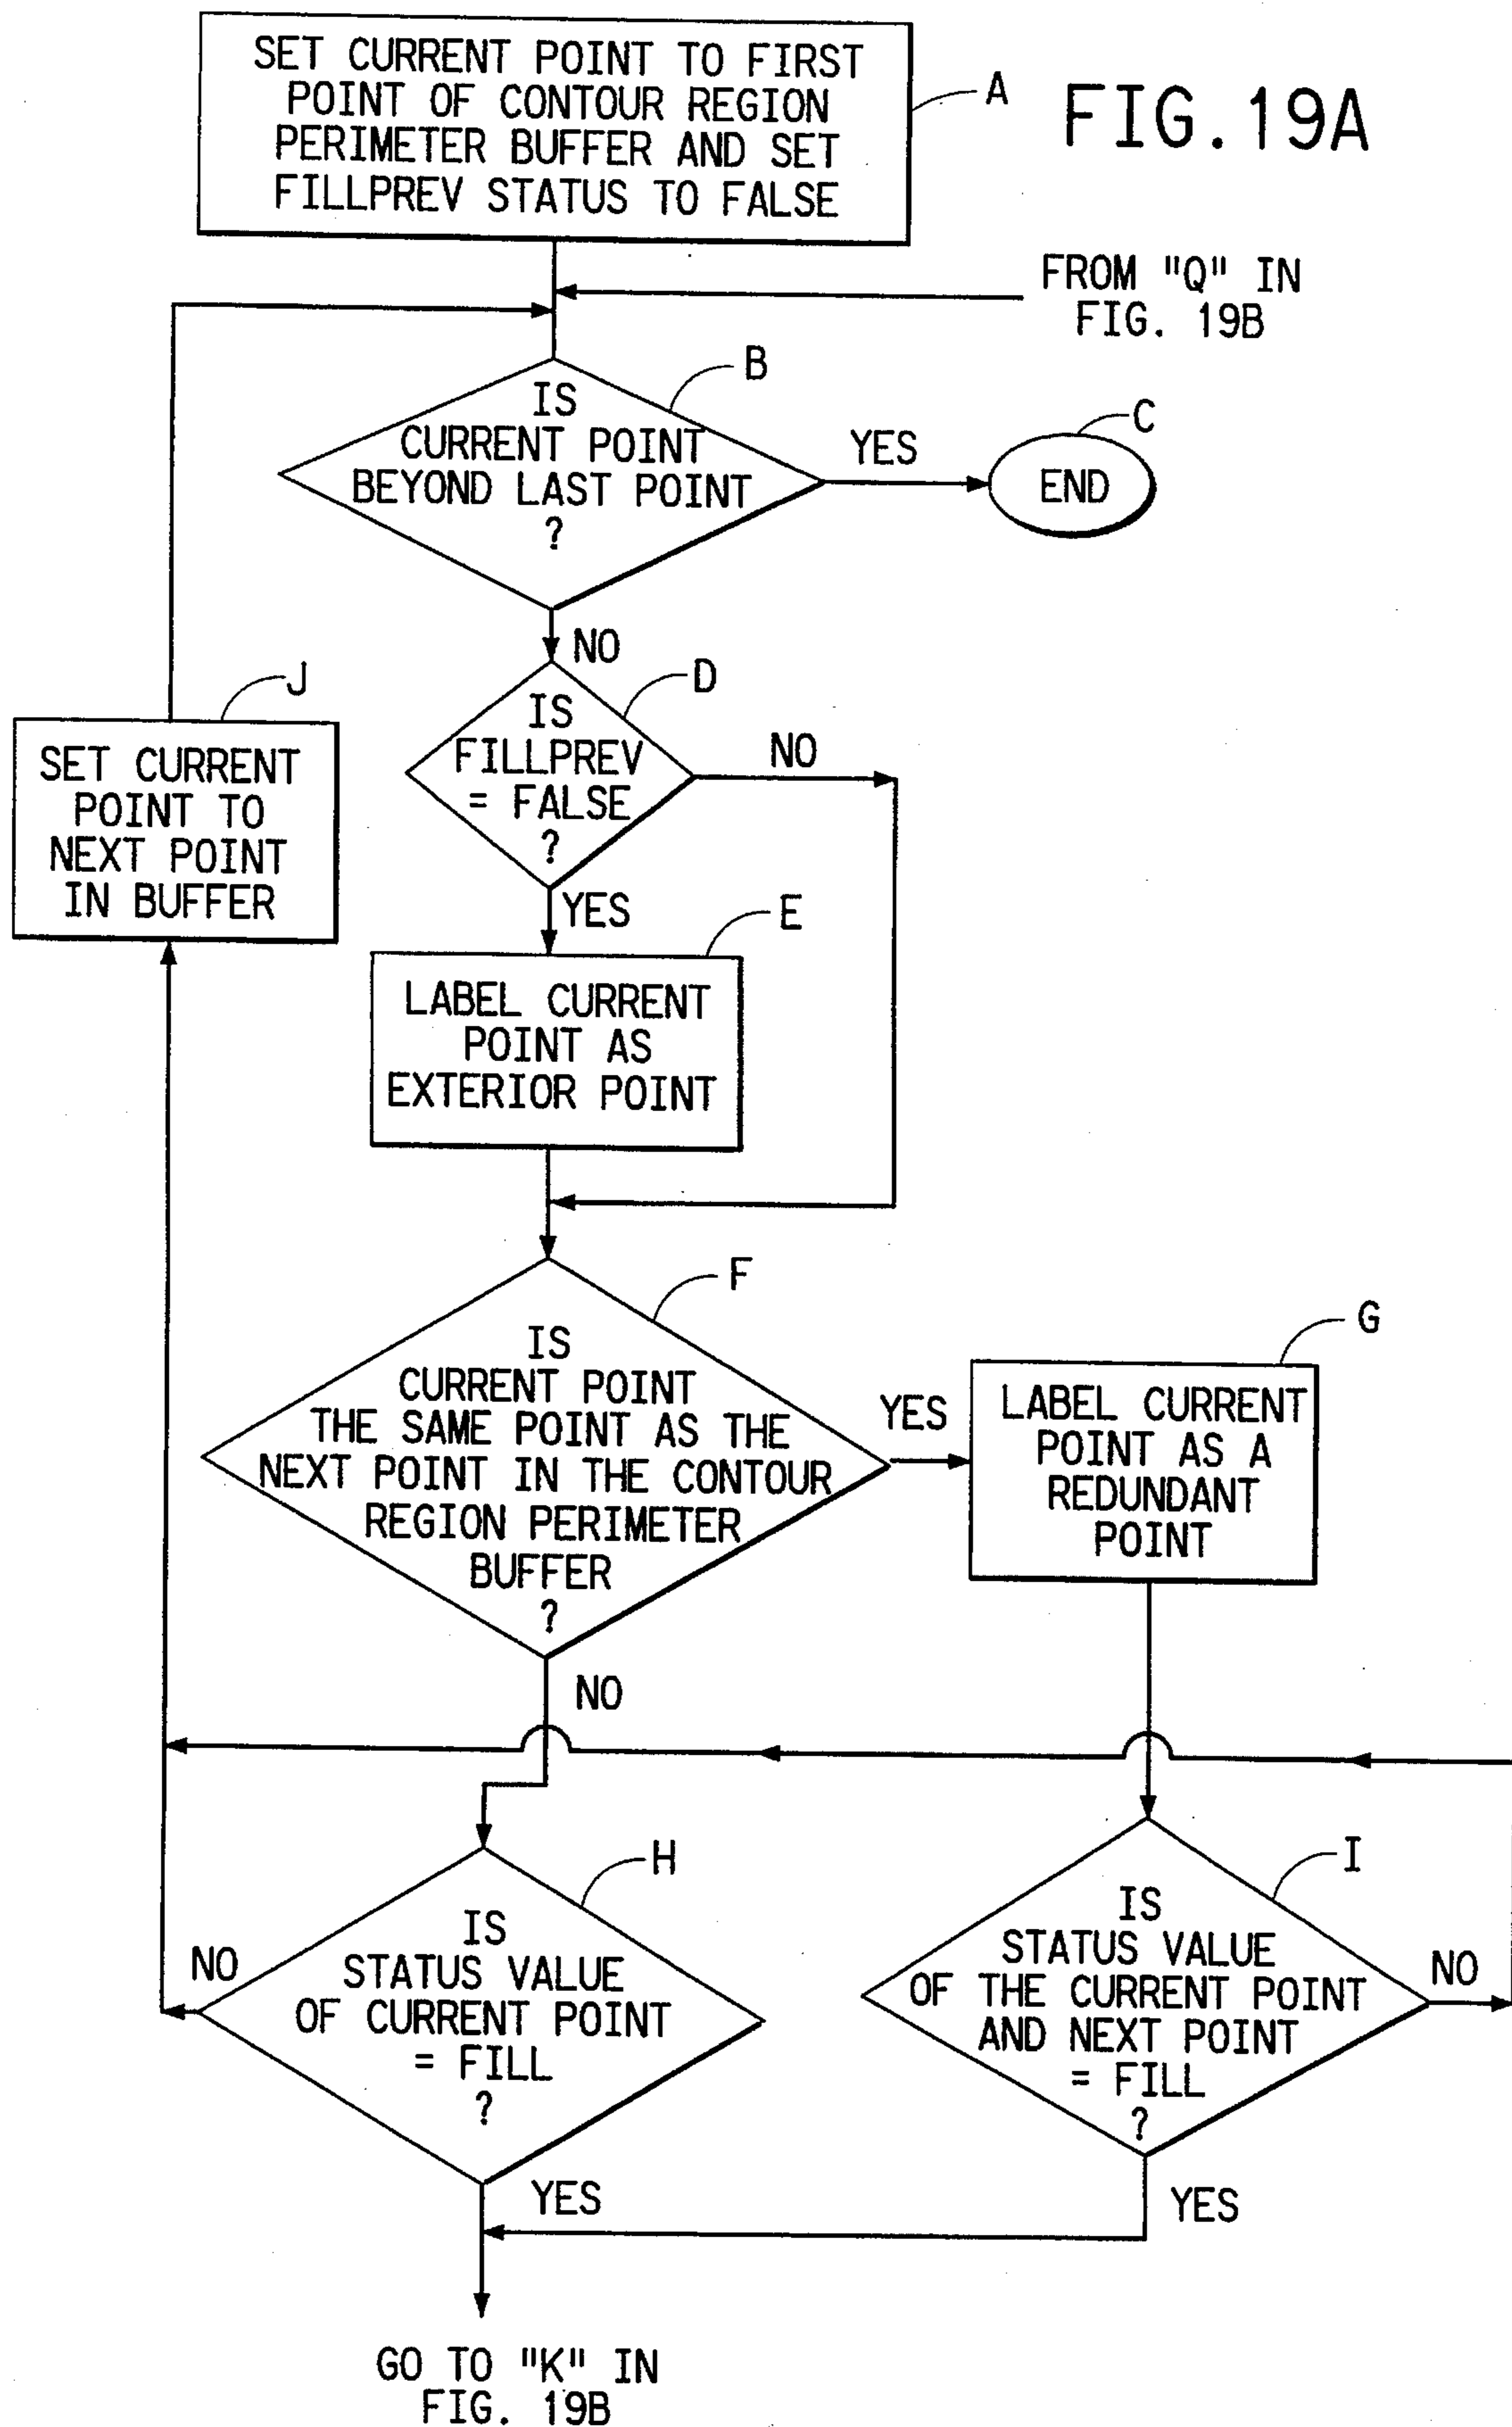 SET CURRENT POINT TO FIRST
POINT OF CONTOUR REGION
PERIMETER BUFFER AND SET
FILLPREV STATUS TO FALSE
A
FIG. 19A
FROM "Q" IN
FIG. 19B
B
IS
CURRENT POINT
BEYOND LAST POINT
?
YES
C
END
NO
D
IS
FILLPREV
= FALSE
?
NO
J
SET CURRENT
POINT TO
NEXT POINT
IN BUFFER
YES
E
LABEL CURRENT
POINT AS
EXTERIOR POINT
F
IS
CURRENT POINT
THE SAME POINT AS THE
NEXT POINT IN THE CONTOUR
REGION PERIMETER
BUFFER
?
YES
G
LABEL CURRENT
POINT AS A
REDUNDANT
POINT
NO
H
IS
STATUS VALUE
OF CURRENT POINT
= FILL
?
NO
I
IS
STATUS VALUE
OF THE CURRENT POINT
AND NEXT POINT
= FILL
?
NO
YES
YES
GO TO "K" IN
FIG. 19B